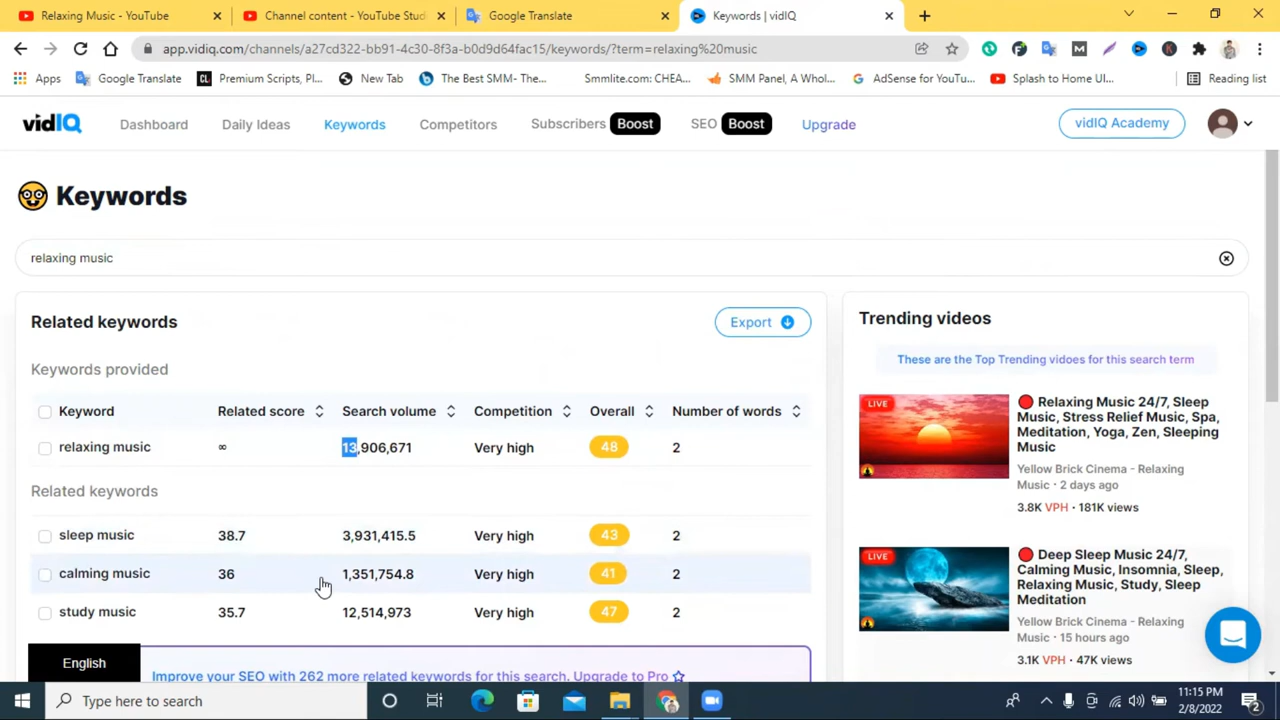 Relaxing Music - YouTube
Channel content - YouTube Stud
Google Translate
Keywords | vidIQ
app.vidiq.com/channels/a27cd322-bb91-4c30-8f3a-b0d9d64fac15/keywords/?term=relaxing%20music
Apps
Google Translate
Premium Scripts, Pl...
New Tab
The Best SMM- The...
Smmlite.com: CHEA...
SMM Panel, A Whol...
AdSense for YouTu...
Splash to Home UI...
Reading list
vidIQ
Dashboard
Daily Ideas
Keywords
Competitors
Subscribers Boost
SEO Boost
Upgrade
vidIQ Academy
Keywords
relaxing music
Related keywords
Export
Keywords provided
Keyword Related score Search volume Competition Overall Number of words
relaxing music ∞ 13,906,671 Very high 48 2
Related keywords
sleep music 38.7 3,931,415.5 Very high 43 2
calming music 36 1,351,754.8 Very high 41 2
study music 35.7 12,514,973 Very high 47 2
English
Improve your SEO with 262 more related keywords for this search. Upgrade to Pro
Trending videos
These are the Top Trending vidoes for this search term
LIVE
Relaxing Music 24/7, Sleep
Music, Stress Relief Music, Spa,
Meditation, Yoga, Zen, Sleeping
Music
Yellow Brick Cinema - Relaxing
Music · 2 days ago
3.8K VPH · 181K views
LIVE
Deep Sleep Music 24/7,
Calming Music, Insomnia, Sleep,
Relaxing Music, Study, Sleep
Meditation
Yellow Brick Cinema - Relaxing
Music · 15 hours ago
3.1K VPH · 47K views
Type here to search
11:15 PM
2/8/2022
2